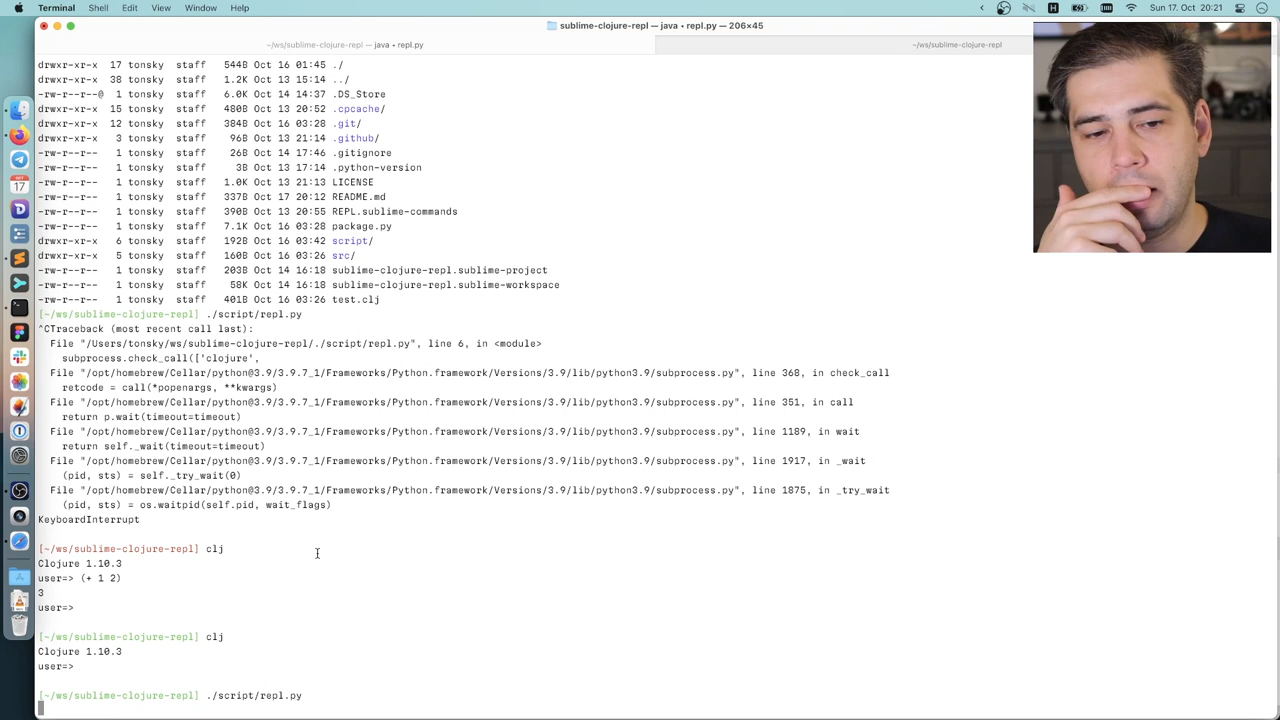 Terminal Shell Edit View Window Help
Sun 17. Oct 20:21
sublime-clojure-repl — java • repl.py — 206×45
~/ws/sublime-clojure-repl — java • repl.py
~/ws/sublime-clojure-repl
drwxr-xr-x 17 tonsky staff 544B Oct 16 01:45 ./
drwxr-xr-x 38 tonsky staff 1.2K Oct 13 15:14 ../
-rw-r--r--@ 1 tonsky staff 6.0K Oct 14 14:37 .DS_Store
drwxr-xr-x 15 tonsky staff 480B Oct 13 20:52 .cpcache/
drwxr-xr-x 12 tonsky staff 384B Oct 16 03:28 .git/
drwxr-xr-x 3 tonsky staff 96B Oct 13 21:14 .github/
-rw-r--r-- 1 tonsky staff 26B Oct 14 17:46 .gitignore
-rw-r--r-- 1 tonsky staff 3B Oct 13 17:14 .python-version
-rw-r--r-- 1 tonsky staff 1.0K Oct 13 21:13 LICENSE
-rw-r--r-- 1 tonsky staff 337B Oct 17 20:12 README.md
-rw-r--r-- 1 tonsky staff 390B Oct 13 20:55 REPL.sublime-commands
-rw-r--r-- 1 tonsky staff 7.1K Oct 16 03:28 package.py
drwxr-xr-x 6 tonsky staff 192B Oct 16 03:42 script/
drwxr-xr-x 5 tonsky staff 160B Oct 16 03:26 src/
-rw-r--r-- 1 tonsky staff 203B Oct 14 16:18 sublime-clojure-repl.sublime-project
-rw-r--r-- 1 tonsky staff 58K Oct 14 16:18 sublime-clojure-repl.sublime-workspace
-rw-r--r-- 1 tonsky staff 401B Oct 16 03:26 test.clj
[~/ws/sublime-clojure-repl] ./script/repl.py
^CTraceback (most recent call last):
File "/Users/tonsky/ws/sublime-clojure-repl/./script/repl.py", line 6, in <module>
subprocess.check_call(['clojure',
File "/opt/homebrew/Cellar/python@3.9/3.9.7_1/Frameworks/Python.framework/Versions/3.9/lib/python3.9/subprocess.py", line 368, in check_call
retcode = call(*popenargs, **kwargs)
File "/opt/homebrew/Cellar/python@3.9/3.9.7_1/Frameworks/Python.framework/Versions/3.9/lib/python3.9/subprocess.py", line 351, in call
return p.wait(timeout=timeout)
File "/opt/homebrew/Cellar/python@3.9/3.9.7_1/Frameworks/Python.framework/Versions/3.9/lib/python3.9/subprocess.py", line 1189, in wait
return self._wait(timeout=timeout)
File "/opt/homebrew/Cellar/python@3.9/3.9.7_1/Frameworks/Python.framework/Versions/3.9/lib/python3.9/subprocess.py", line 1917, in _wait
(pid, sts) = self._try_wait(0)
File "/opt/homebrew/Cellar/python@3.9/3.9.7_1/Frameworks/Python.framework/Versions/3.9/lib/python3.9/subprocess.py", line 1875, in _try_wait
(pid, sts) = os.waitpid(self.pid, wait_flags)
KeyboardInterrupt
[~/ws/sublime-clojure-repl] clj
Clojure 1.10.3
user=> (+ 1 2)
3
user=>
[~/ws/sublime-clojure-repl] clj
Clojure 1.10.3
user=>
[~/ws/sublime-clojure-repl] ./script/repl.py